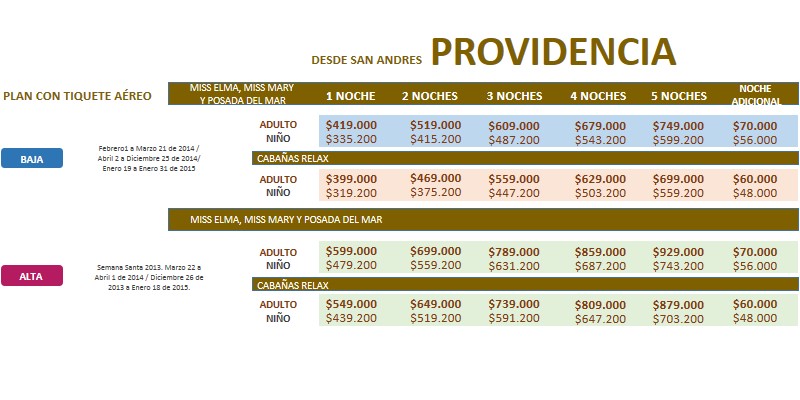 DESDE SAN ANDRES PROVIDENCIA
PLAN CON TIQUETE AÉREO
MISS ELMA, MISS MARY
Y POSADA DEL MAR
1 NOCHE 2 NOCHES 3 NOCHES 4 NOCHES 5 NOCHES NOCHE
ADICIONAL
BAJA
Febrero1 a Marzo 21 de 2014 /
Abril 2 a Diciembre 25 de 2014/
Enero 19 a Enero 31 de 2015
ADULTO $419.000 $519.000 $609.000 $679.000 $749.000 $70.000
NIÑO $335.200 $415.200 $487.200 $543.200 $599.200 $56.000
CABAÑAS RELAX
ADULTO $399.000 $469.000 $559.000 $629.000 $699.000 $60.000
NIÑO $319.200 $375.200 $447.200 $503.200 $559.200 $48.000
MISS ELMA, MISS MARY Y POSADA DEL MAR
ALTA
Semana Santa 2013. Marzo 22 a
Abril 1 de 2014 / Diciembre 26 de
2013 a Enero 18 de 2015.
ADULTO $599.000 $699.000 $789.000 $859.000 $929.000 $70.000
NIÑO $479.200 $559.200 $631.200 $687.200 $743.200 $56.000
CABAÑAS RELAX
ADULTO $549.000 $649.000 $739.000 $809.000 $879.000 $60.000
NIÑO $439.200 $519.200 $591.200 $647.200 $703.200 $48.000